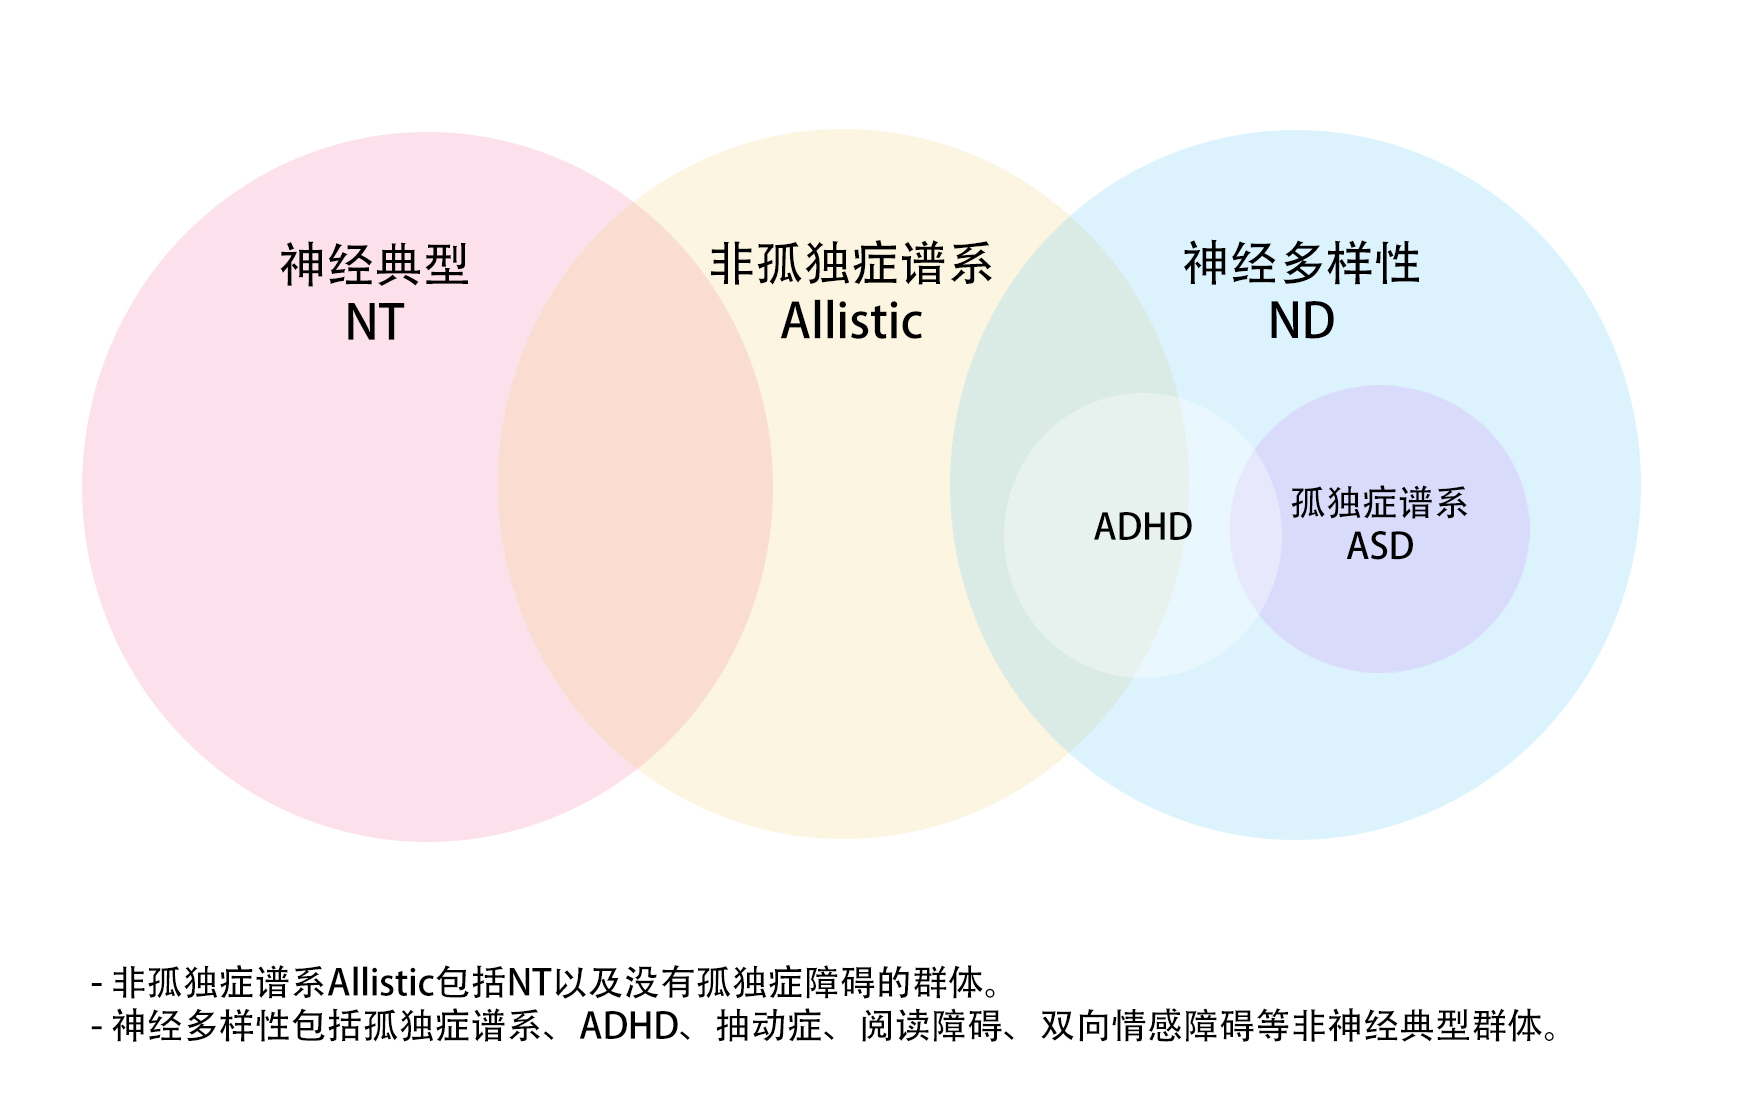 神经典型
NT
非孤独症谱系
Allistic
神经多样性
ND
ADHD
孤独症谱系
ASD
- 非孤独症谱系Allistic包括NT以及没有孤独症障碍的群体。
- 神经多样性包括孤独症谱系、ADHD、抽动症、阅读障碍、双向情感障碍等非神经典型群体。